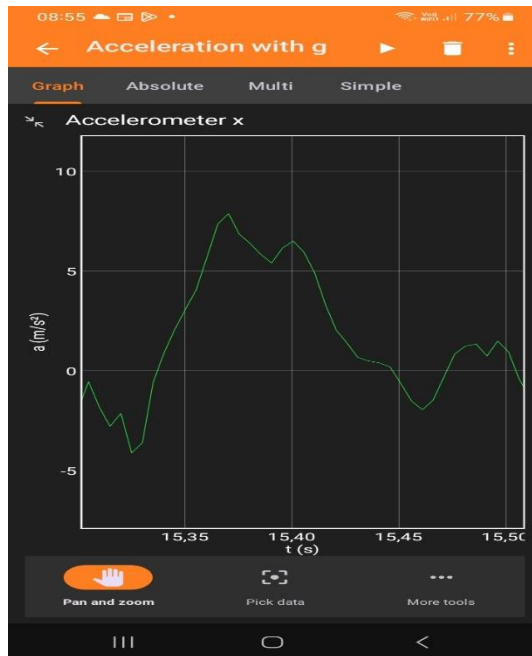 08:55 77%
Acceleration with g
Graph Absolute Multi Simple
Accelerometer x
10
5
0
-5
a (m/s²)
15,35 15,40 15,45 15,50
t (s)
Pan and zoom Pick data More tools